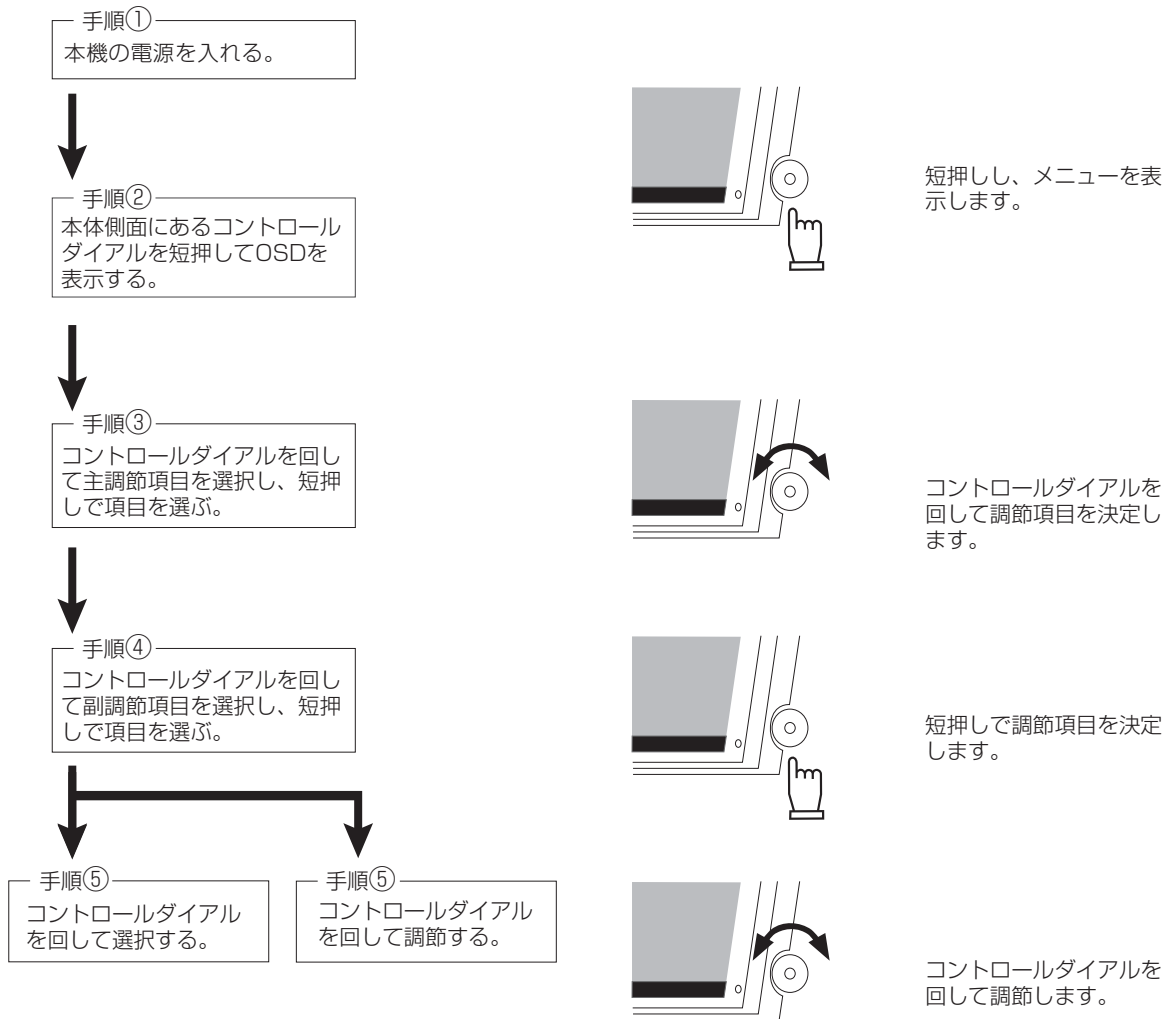 手順①
本機の電源を入れる。
手順②
本体側面にあるコントロール
ダイアルを短押してOSDを
表示する。
短押しし、メニューを表
示します。
手順③
コントロールダイアルを回し
て主調節項目を選択し、短押
しで項目を選ぶ。
コントロールダイアルを
回して調節項目を決定し
ます。
手順④
コントロールダイアルを回し
て副調節項目を選択し、短押
しで項目を選ぶ。
短押しで調節項目を決定
します。
手順⑤
コントロールダイアル
を回して選択する。
手順⑤
コントロールダイアル
を回して調節する。
コントロールダイアルを
回して調節します。